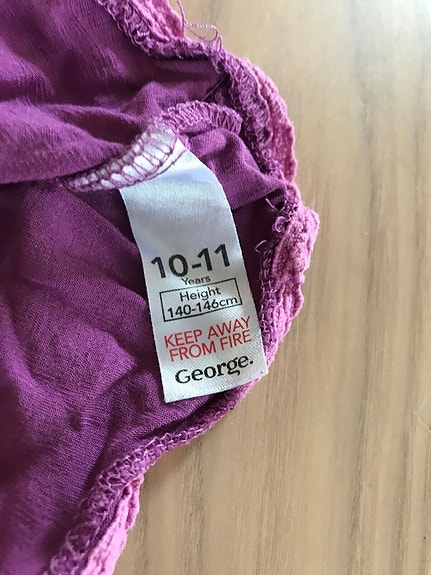 10-11
Years
Height
140-146cm
KEEP AWAY
FROM FIRE
George.